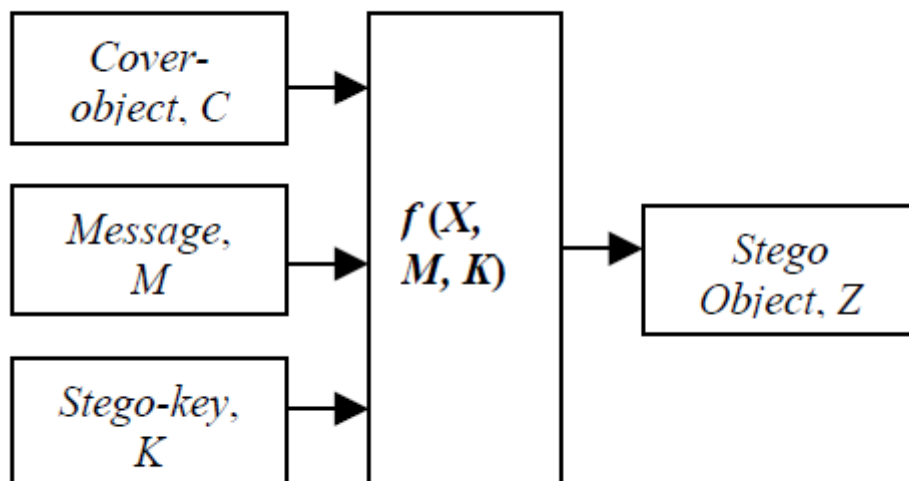 Cover-
object, C
Message,
M
Stego-key,
K
f (X,
M, K)
Stego
Object, Z